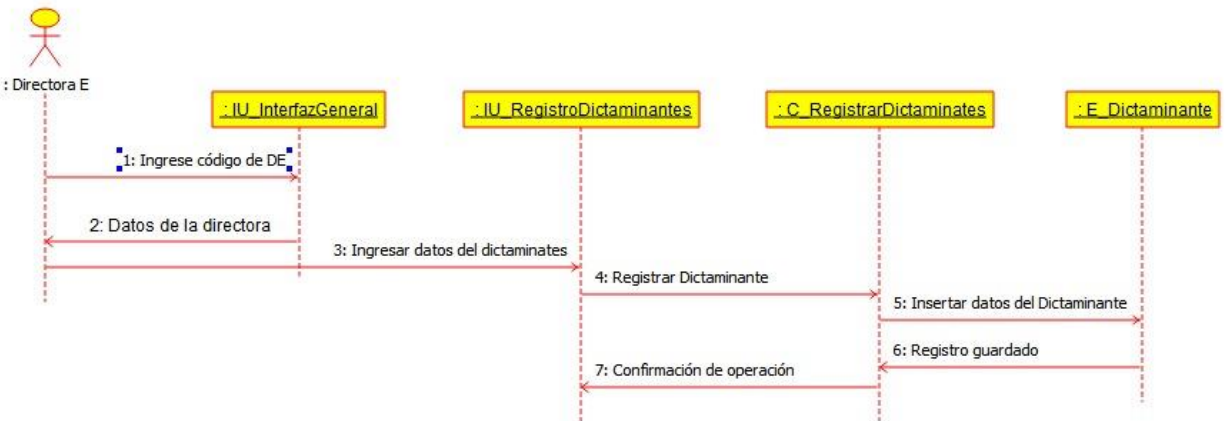 : Directora E
: IU_InterfazGeneral
: IU_RegistroDictaminantes
: C_RegistrarDictaminates
: E_Dictaminante
1: Ingrese código de DE
2: Datos de la directora
3: Ingresar datos del dictaminates
4: Registrar Dictaminante
5: Insertar datos del Dictaminante
6: Registro guardado
7: Confirmación de operación